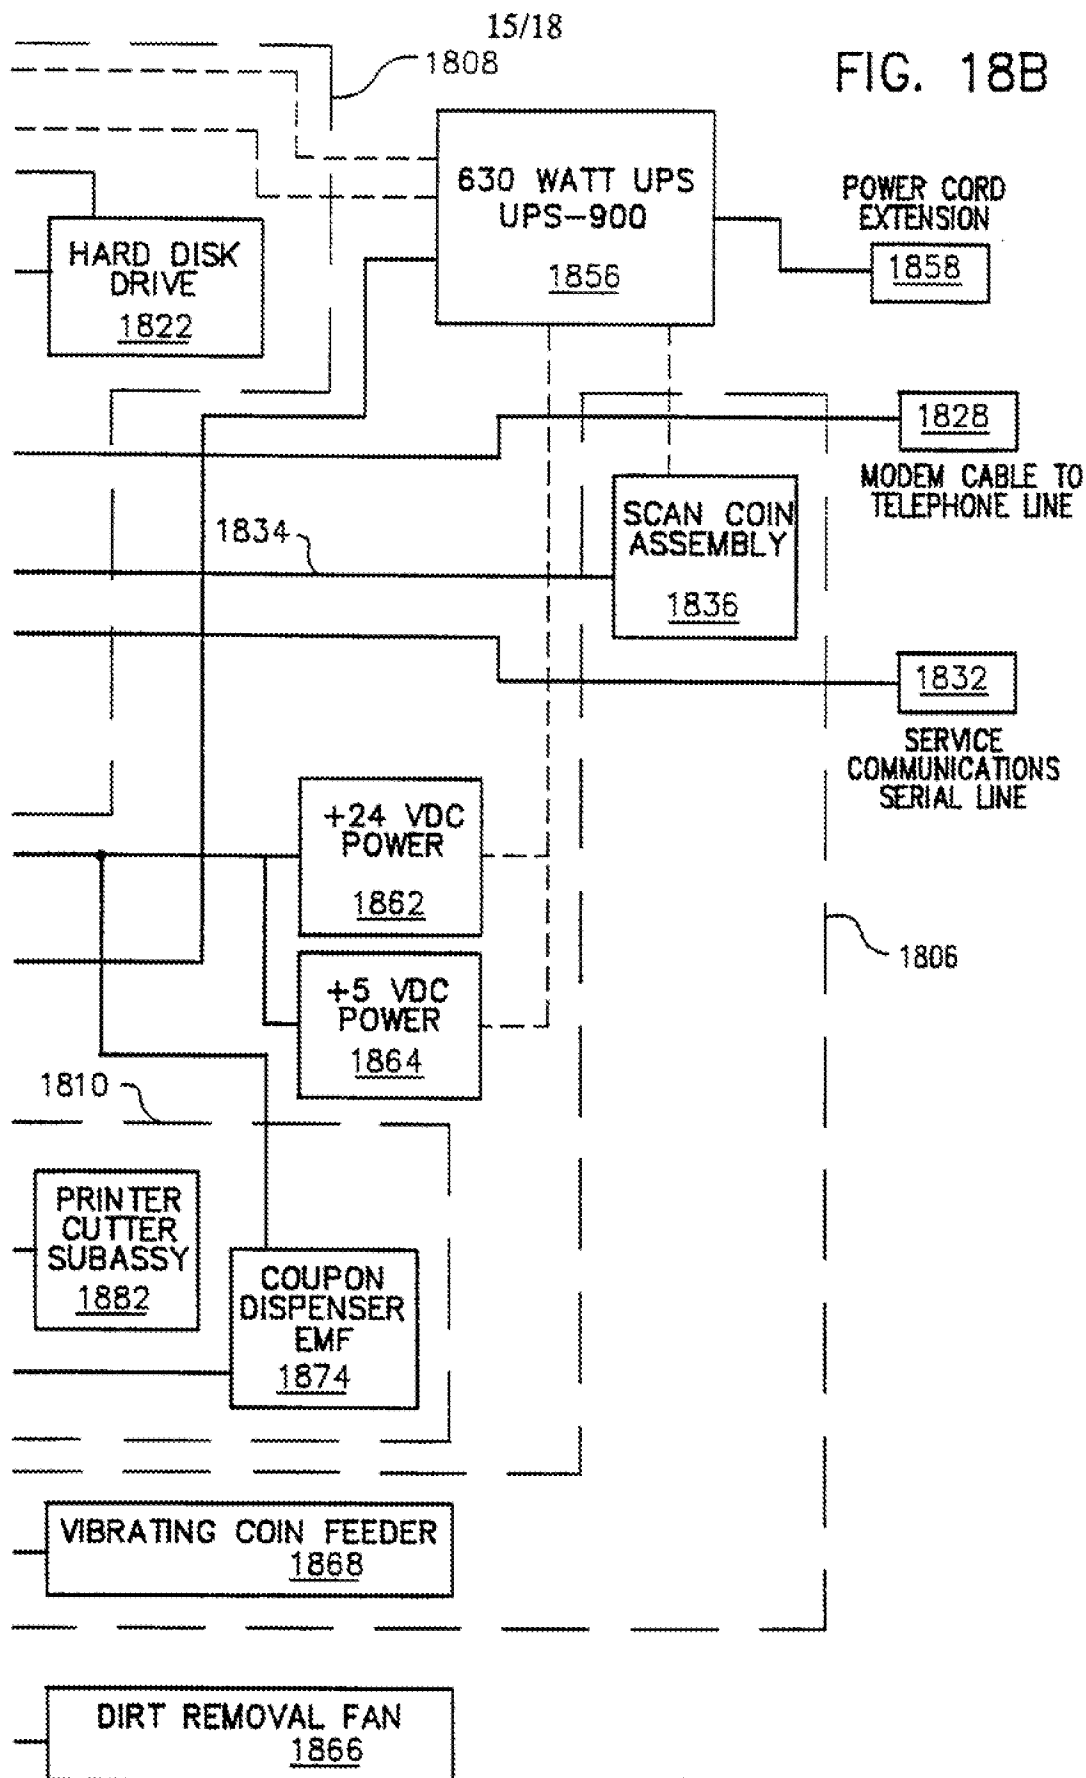 15/18
FIG. 18B
1808
630 WATT UPS
UPS-900
1856
POWER CORD
EXTENSION
1858
HARD DISK
DRIVE
1822
1828
MODEM CABLE TO
TELEPHONE LINE
1834
SCAN COIN
ASSEMBLY
1836
1832
SERVICE
COMMUNICATIONS
SERIAL LINE
+24 VDC
POWER
1862
1806
+5 VDC
POWER
1864
1810
PRINTER
CUTTER
SUBASSY
1882
COUPON
DISPENSER
EMF
1874
VIBRATING COIN FEEDER
1868
DIRT REMOVAL FAN
1866